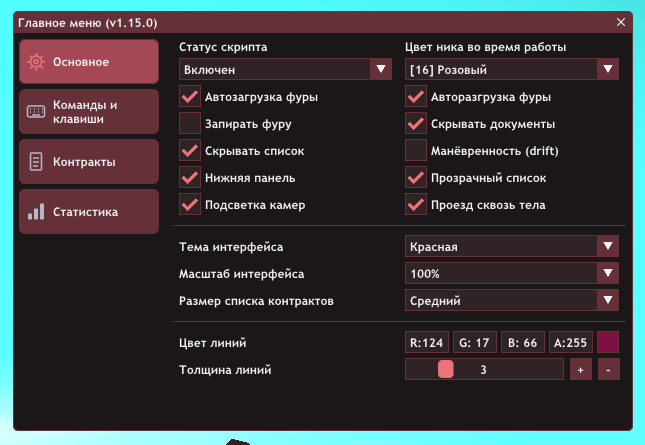 Главное меню (v1.15.0)
Основное
Команды и
клавиши
Контракты
Статистика
Статус скрипта
Цвет ника во время работы
Включен
[16] Розовый
Автозагрузка фуры
Авторазгрузка фуры
Запирать фуру
Скрывать документы
Скрывать список
Манёвренность (drift)
Нижняя панель
Прозрачный список
Подсветка камер
Проезд сквозь тела
Тема интерфейса
Красная
Масштаб интерфейса
100%
Размер списка контрактов
Средний
Цвет линий
R:124 G: 17 B: 66 A:255
Толщина линий
3 + -